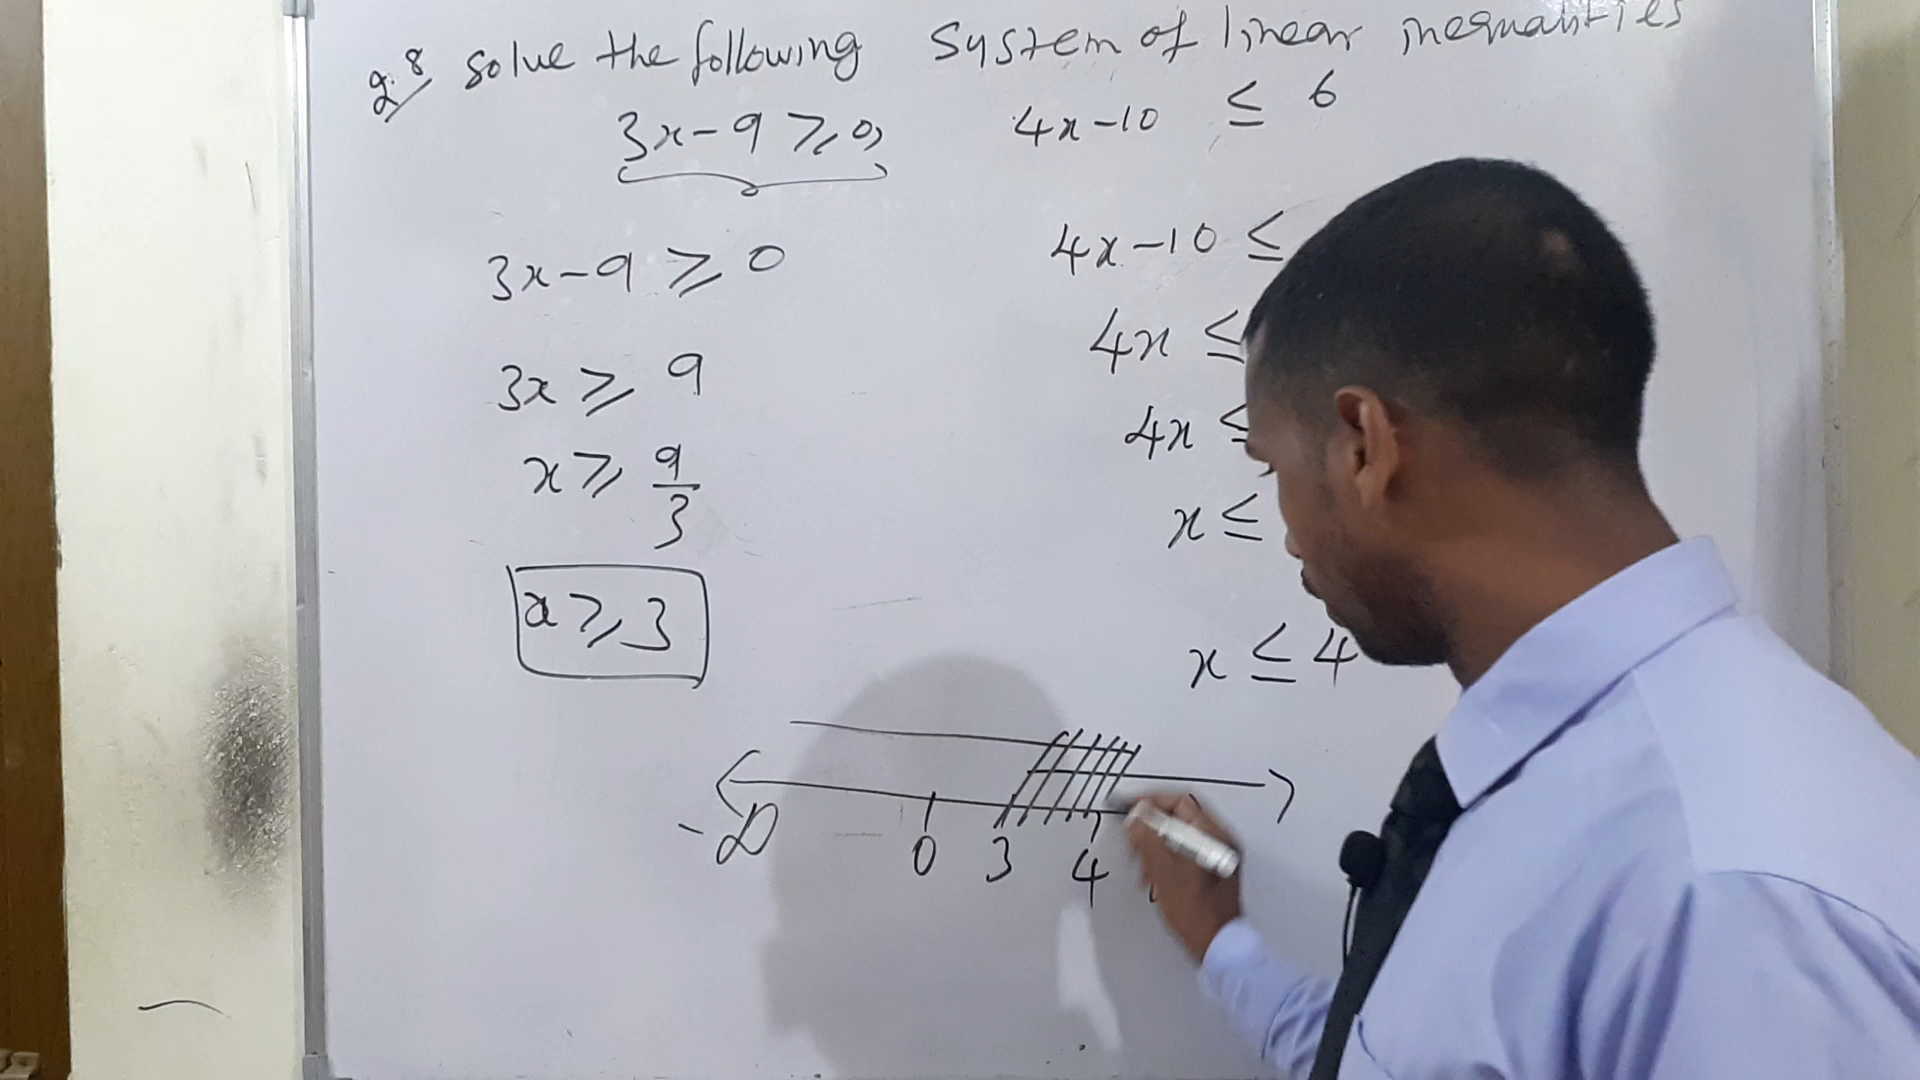 Q.8 Solve the following System of linear inequalities
3x-9 ≥ 0, 4x-10 ≤ 6
3x-9 ≥ 0
3x ≥ 9
x ≥ 9/3
x ≥ 3
4x-10 ≤
4x ≤
4x ≤
x ≤
x ≤ 4
-∞ 0 3 4